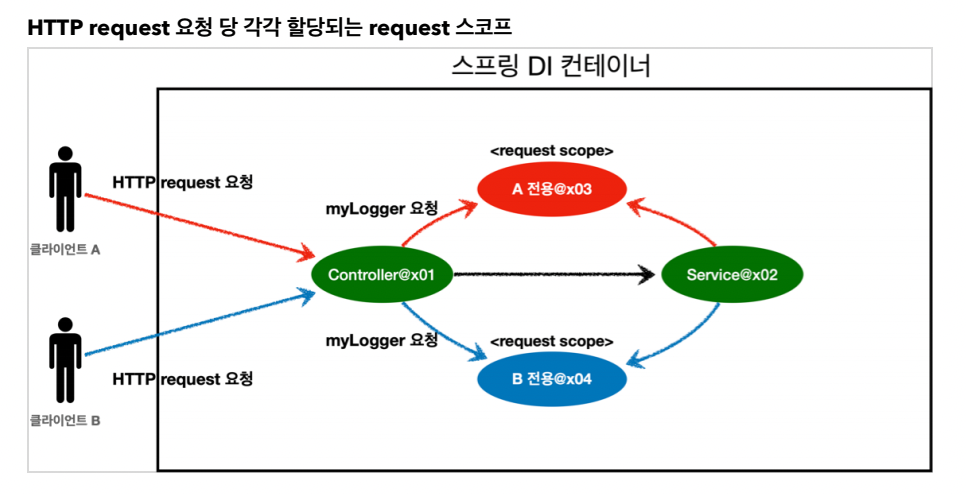 HTTP request 요청 당 각각 할당되는 request 스코프
스프링 DI 컨테이너
<request scope>
HTTP request 요청
A 전용@x03
myLogger 요청
클라이언트 A
Controller@x01
Service@x02
myLogger 요청
<request scope>
HTTP request 요청
B 전용@x04
클라이언트 B